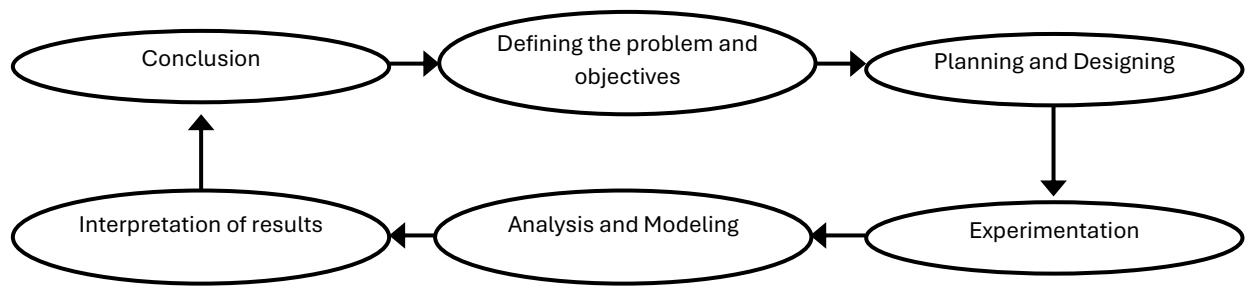 Conclusion
Defining the problem and
objectives
Planning and Designing
Interpretation of results
Analysis and Modeling
Experimentation